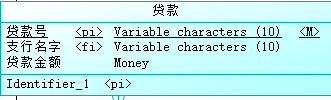 贷款
贷款号 <pi> Variable characters (10) <M>
支行名字 <fi> Variable characters (10)
贷款金额 Money
Identifier_1 <pi>